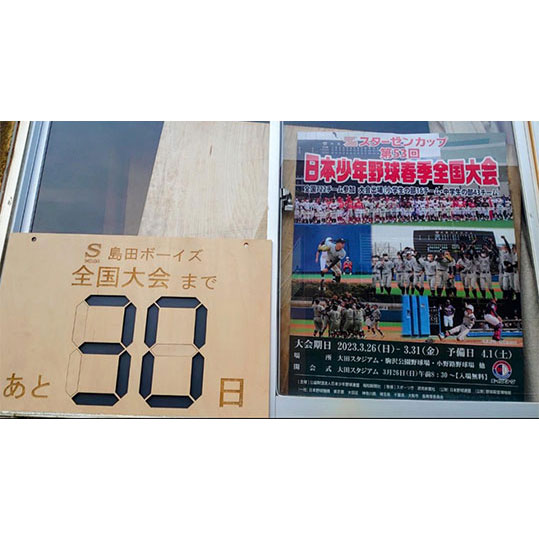 S
島田ボーイズ
全国大会まで
あと 38 日
スターゼンカップ
第53回
日本少年野球春季全国大会
大会期日 2023.3.26(日)~3.31(金) 予備日 4.1(土)
場 所 大田スタジアム・駒沢公園野球場・小野路野球場 他
開 会 式 大田スタジアム 3月26日(日)午前8:30~【入場無料】